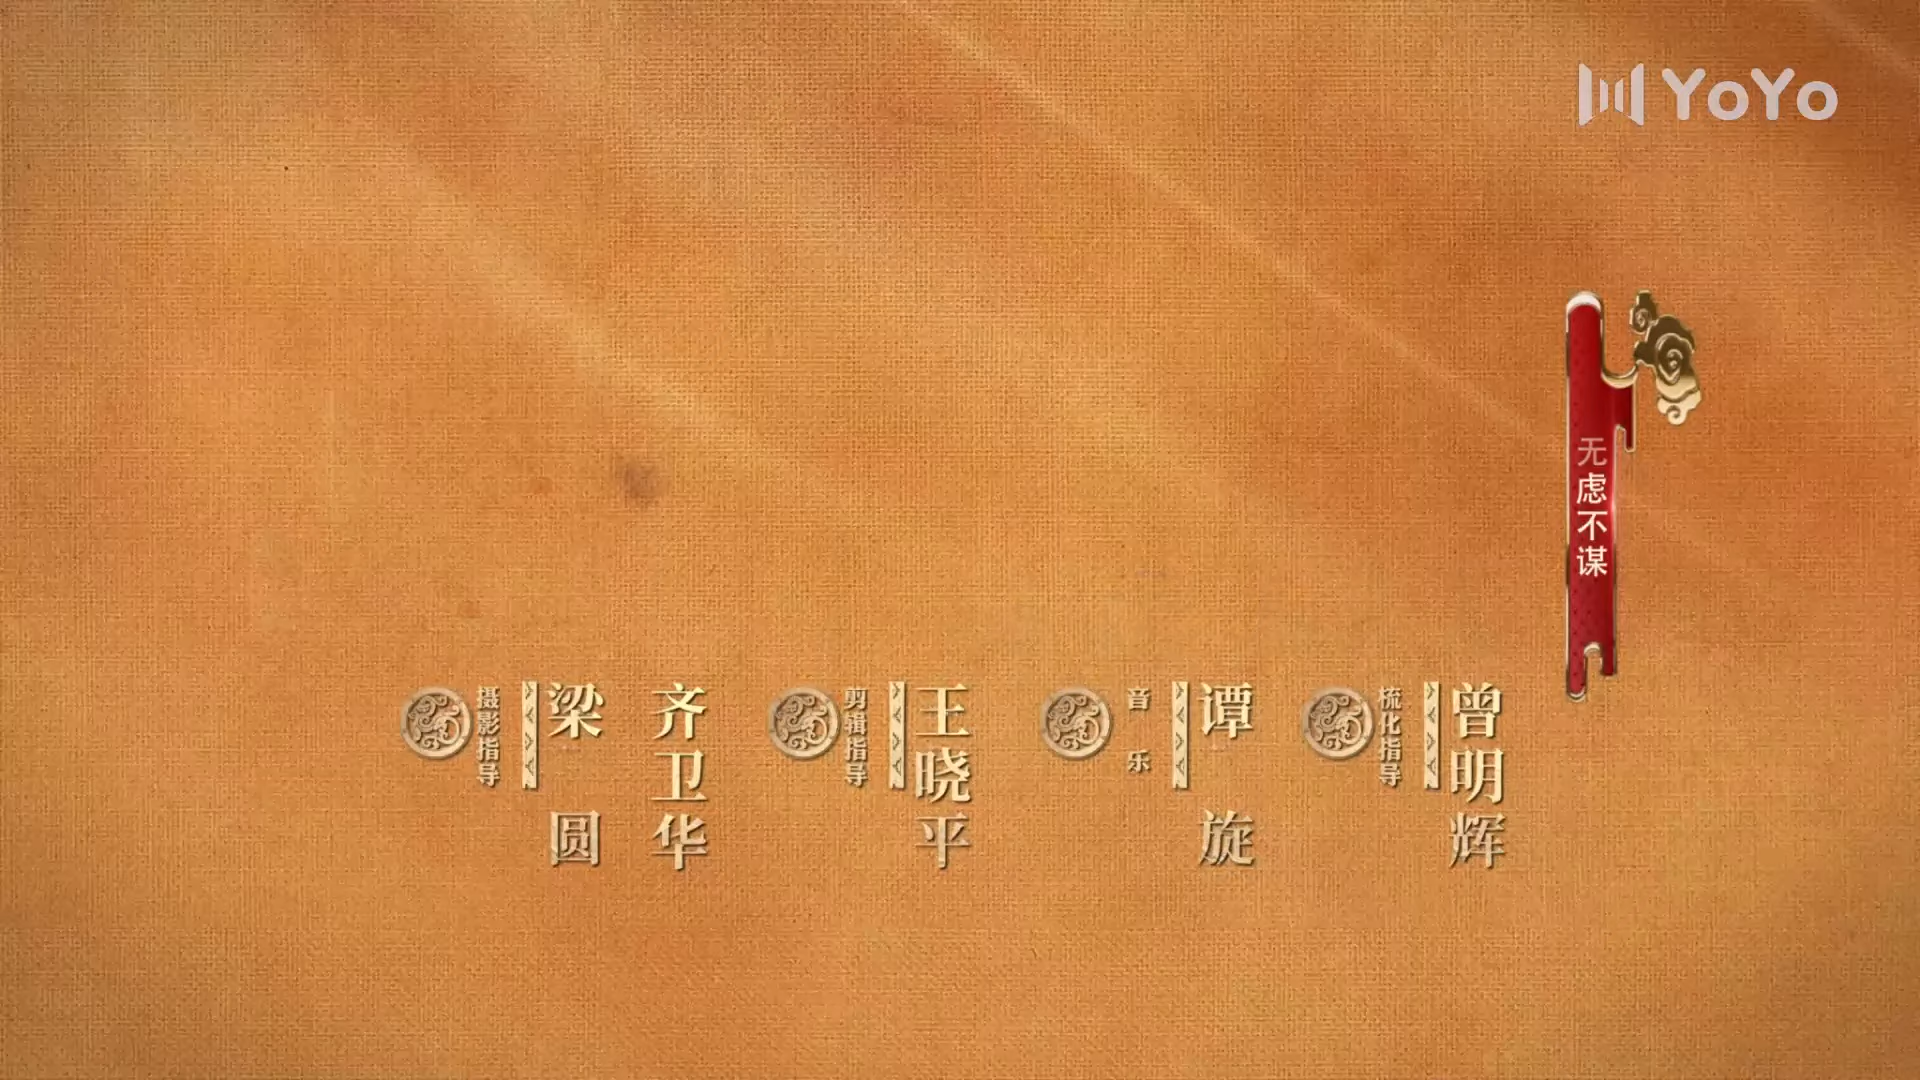 YoYo
无虑不谋
曾明辉
梳化指导
谭旋
音乐
王晓平
剪辑指导
齐卫华
梁圆
摄影指导